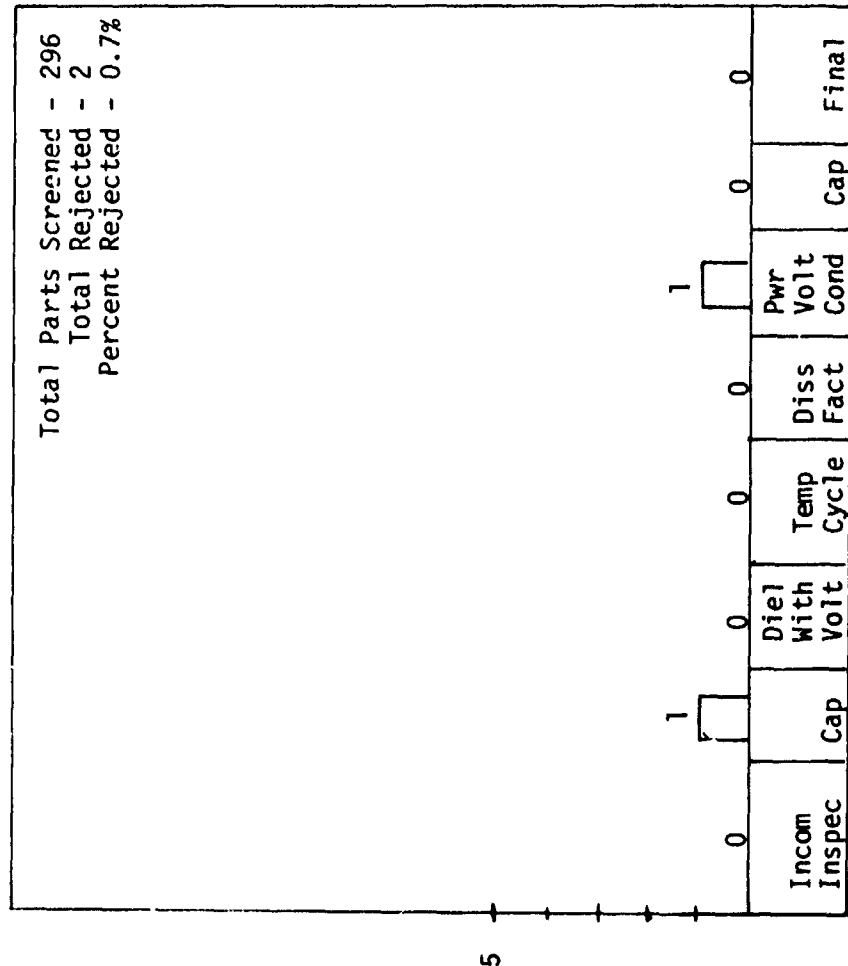 Total Parts Screened - 296
Total Rejected - 2
Percent Rejected - 0.7%
5
0
1
0
0
0
1
0
0
Incom
Inspec
Cap
Diel
With
Volt
Temp
Cycle
Diss
Fact
Pwr
Volt
Cond
Cap
Final